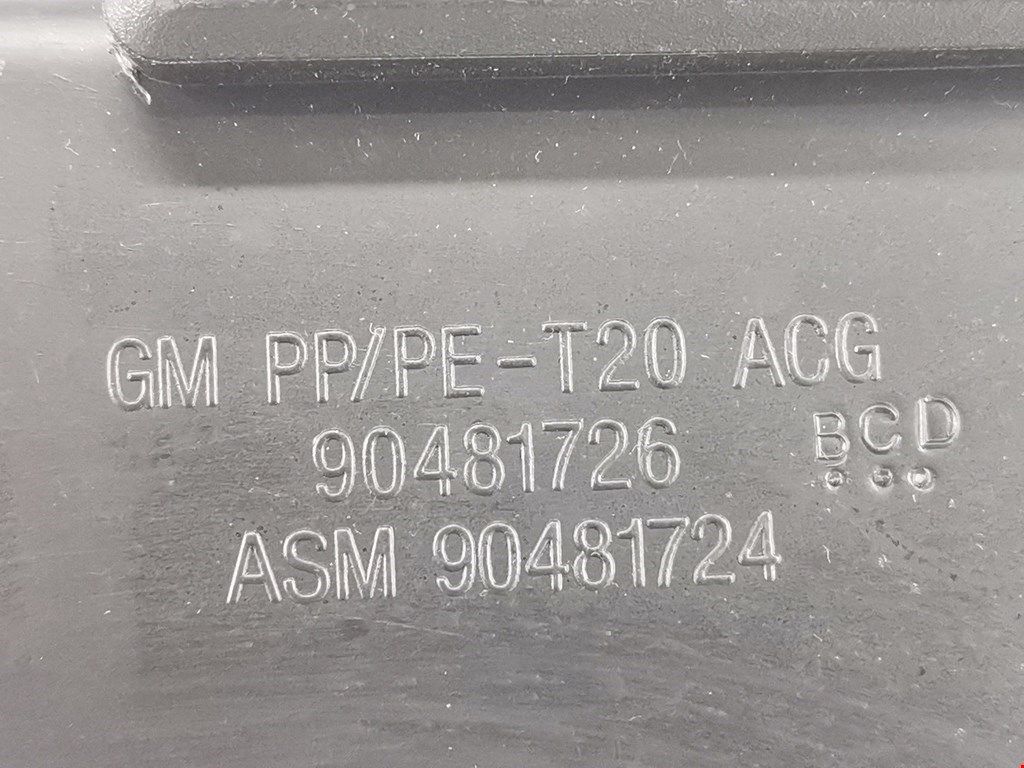 GM PP/PE-T20 ACG
90481726
BCD
ASM 90481724